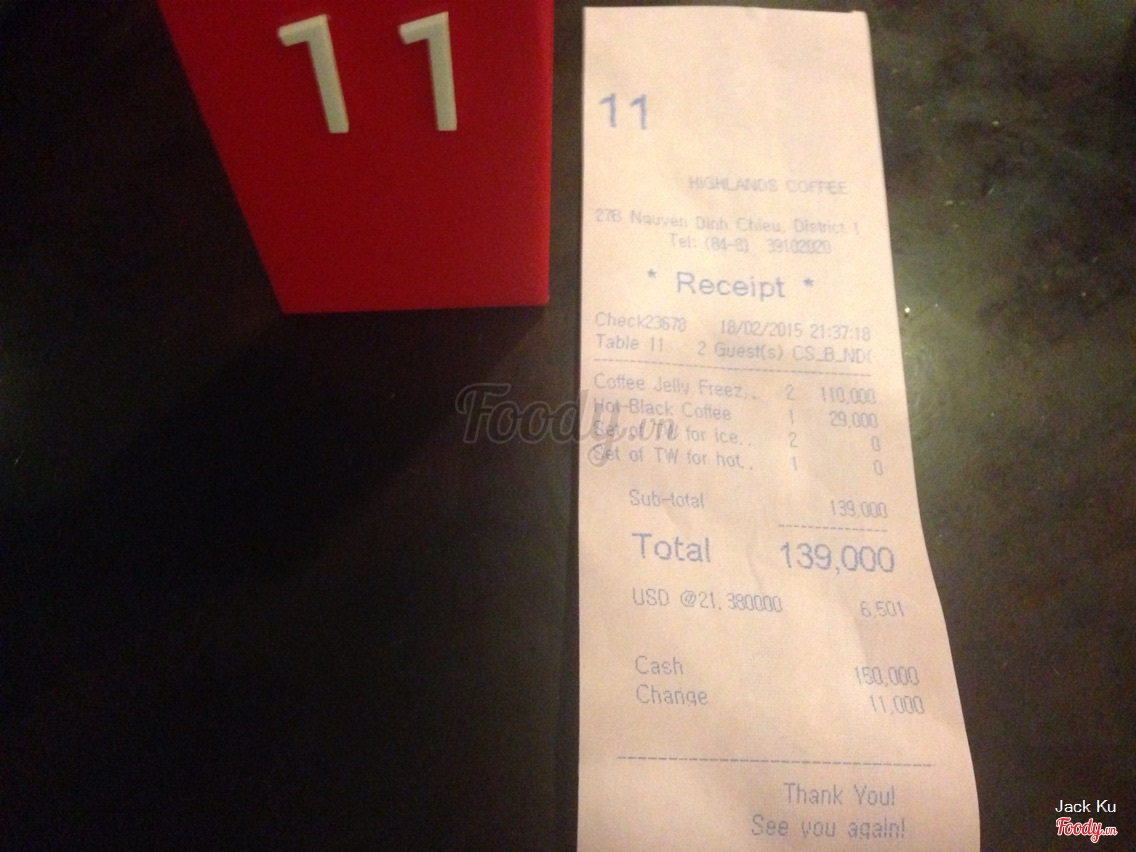 11
11
HIGHLANDS COFFEE
27B Nguyen Dinh Chieu, District 1
Tel: (84-8) 39102020
* Receipt *
Check23678 18/02/2015 21:37:18
Table 11 2 Guest(s) CS_B_ND(
Coffee Jelly Freez.. 2 110,000
Hot-Black Coffee 1 29,000
Set of TW for ice.. 2 0
Set of TW for hot.. 1 0
Sub-total 139,000
Total 139,000
USD @21,380000 6,501
Cash 150,000
Change 11,000
Thank You!
See you again!
Foody.vn
Jack Ku
Foody.vn